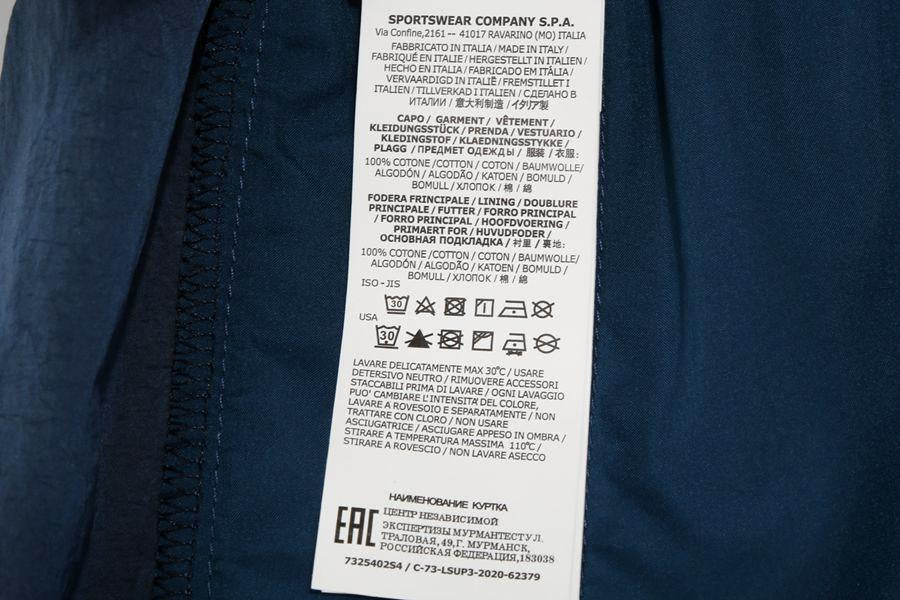 SPORTSWEAR COMPANY S.P.A.
Via Confine,2161 -- 41017 RAVARINO (MO) ITALIA
FABBRICATO IN ITALIA / MADE IN ITALY /
FABRIQUÉ EN ITALIE / HERGESTELLT IN ITALIEN /
HECHO EN ITALIA / FABRICADO EM ITÁLIA /
VERVAARDIGD IN ITALIË / FREMSTILLET I
ITALIEN / TILLVERKAD I ITALIEN / СДЕЛАНО В
ИТАЛИИ / 意大利制造 / イタリア製
CAPO / GARMENT / VÊTEMENT /
KLEIDUNGSSTÜCK / PRENDA / VESTUARIO /
KLEDINGSTOF / KLAEDNINGSSTYKKE /
PLAGG / ПРЕДМЕТ ОДЕЖДЫ / 服装 / 衣服:
100% COTONE /COTTON / COTON / BAUMWOLLE/
ALGODÓN / ALGODÃO / KATOEN / BOMULD /
BOMULL / ХЛОПОК / 棉 / 綿
FODERA FRINCIPALE / LINING / DOUBLURE
PRINCIPALE / FUTTER / FORRO PRINCIPAL
/ FORRO PRINCIPAL / HOOFDVOERING /
PRIMAERT FOR / HUVUDFODER /
ОСНОВНАЯ ПОДКЛАДКА / 衬里 / 裏地:
100% COTONE /COTTON / COTON / BAUMWOLLE/
ALGODÓN / ALGODÃO / KATOEN / BOMULD /
BOMULL / ХЛОПОК / 棉 / 綿
ISO - JIS
30
USA
30
LAVARE DELICATAMENTE MAX 30°C / USARE
DETERSIVO NEUTRO / RIMUOVERE ACCESSORI
STACCABILI PRIMA DI LAVARE / OGNI LAVAGGIO
PUO' CAMBIARE L'INTENSITA' DEL COLORE,
LAVARE A ROVESOIO E SEPARATAMENTE / NON
TRATTARE CON CLORO / NON USARE
ASCIUGATRICE / ASCIUGARE APPESO IN OMBRA /
STIRARE A TEMPERATURA MASSIMA 110°C /
STIRARE A ROVESCIO / NON LAVARE ASECCO
НАИМЕНОВАНИЕ КУРТКА
EAC
ЦЕНТР НЕЗАВИСИМОЙ
ЭКСПЕРТИЗЫ МУРМАНТЕСТ УЛ.
ТРАЛОВАЯ, 49, Г. МУРМАНСК,
РОССИЙСКАЯ ФЕДЕРАЦИЯ,183038
7325402S4 / C-73-LSUP3-2020-62379